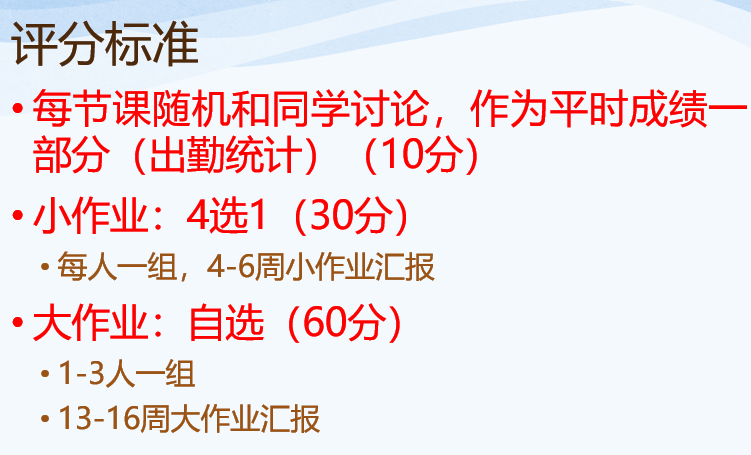 评分标准
• 每节课随机和同学讨论，作为平时成绩一
部分（出勤统计）（10分）
• 小作业：4选1（30分）
• 每人一组，4-6周小作业汇报
• 大作业：自选（60分）
• 1-3人一组
• 13-16周大作业汇报